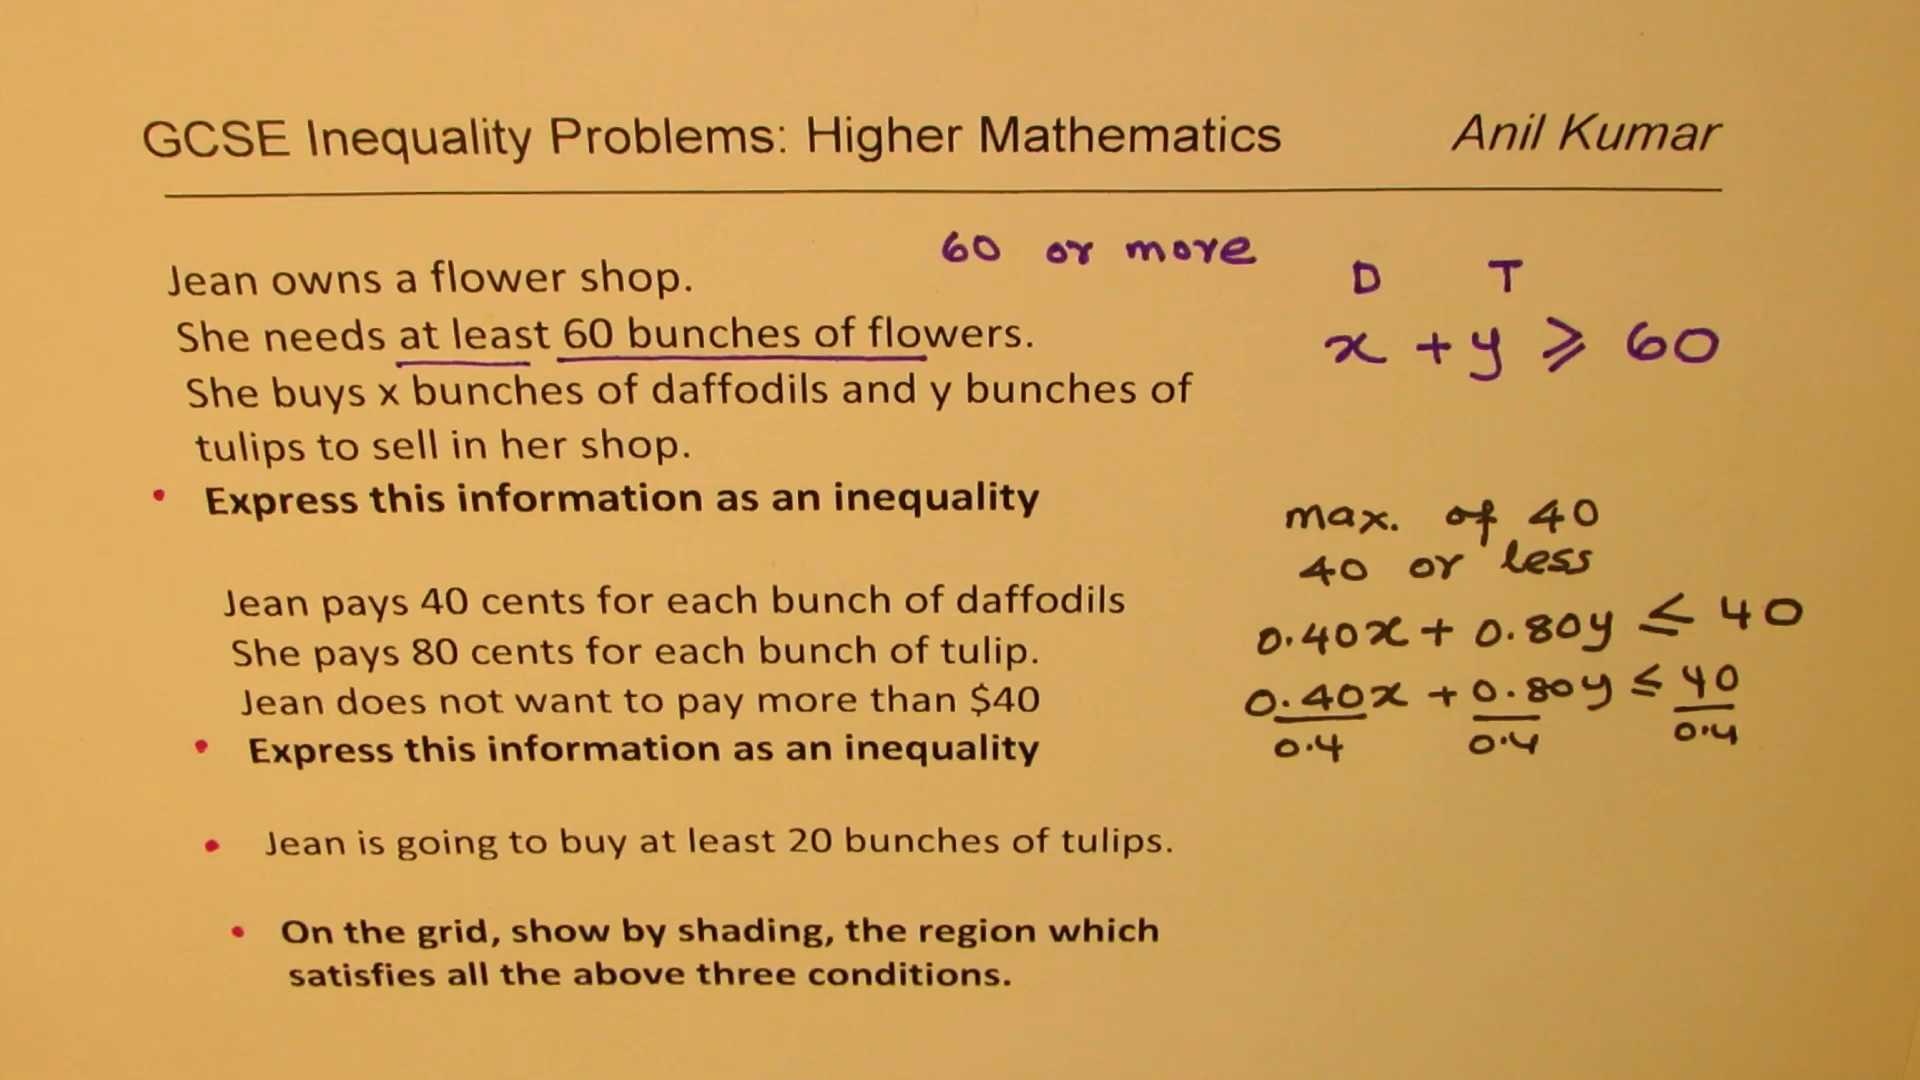 GCSE Inequality Problems: Higher Mathematics Anil Kumar
60 or more
Jean owns a flower shop.
D T
She needs at least 60 bunches of flowers.
x + y ⩾ 60
She buys x bunches of daffodils and y bunches of
tulips to sell in her shop.
• Express this information as an inequality
max. of 40
40 or less
Jean pays 40 cents for each bunch of daffodils
0.40x + 0.80y ≤ 40
She pays 80 cents for each bunch of tulip.
Jean does not want to pay more than $40
0.40x + 0.80y ≤ 40
0.4 0.4 0.4
• Express this information as an inequality
• Jean is going to buy at least 20 bunches of tulips.
• On the grid, show by shading, the region which
satisfies all the above three conditions.